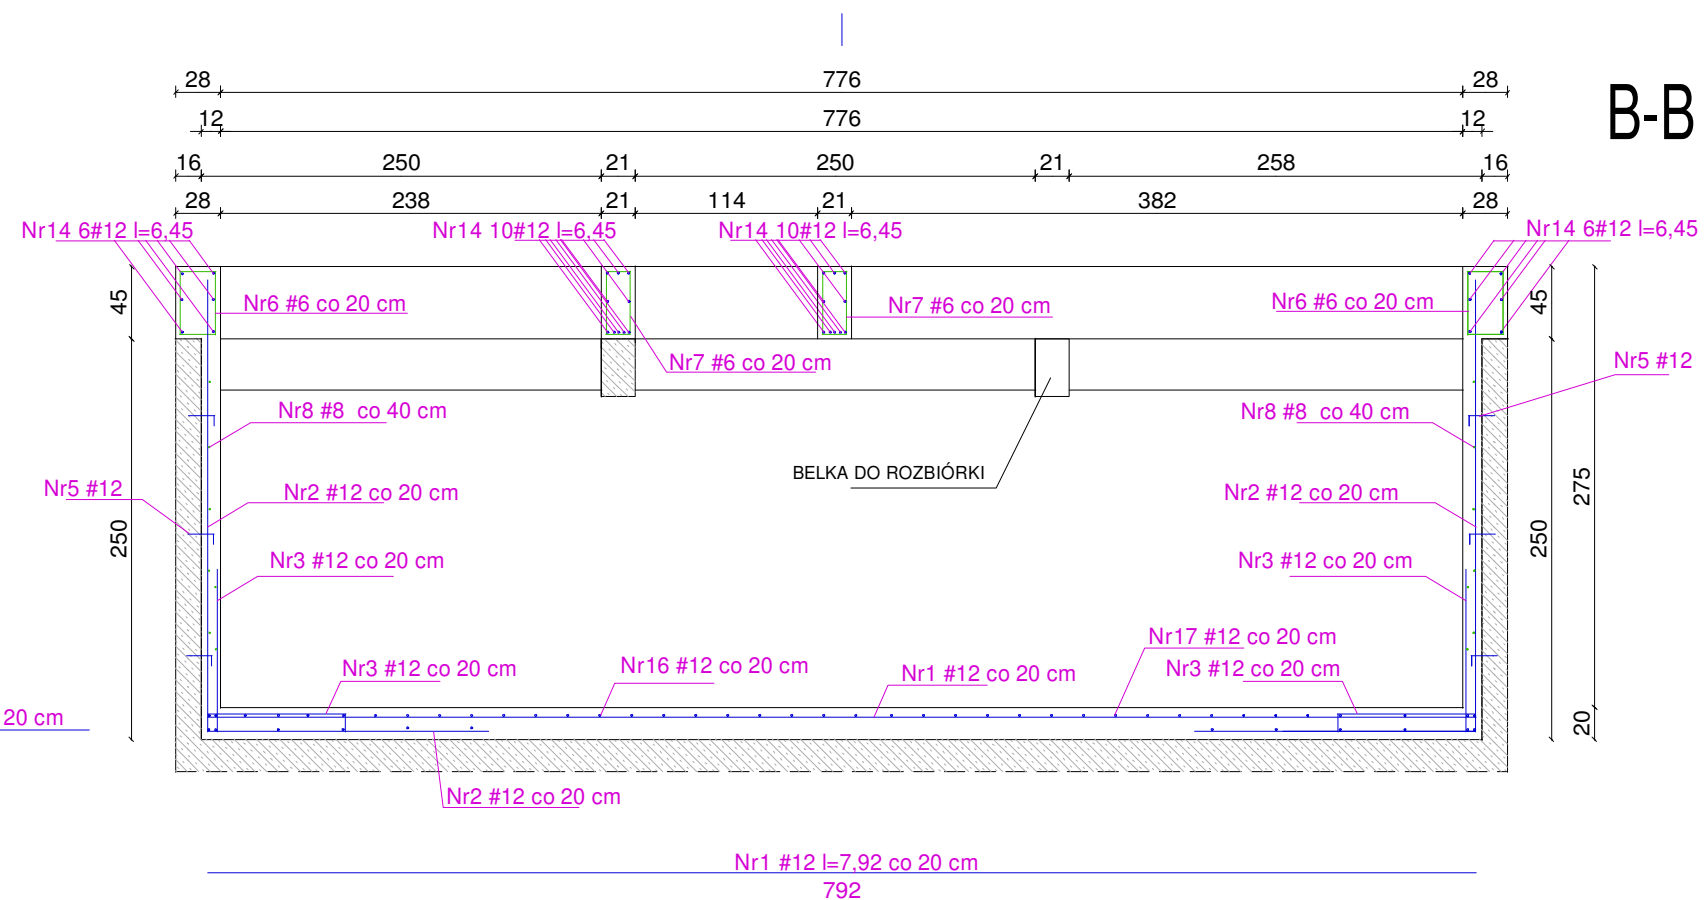 28 776 28
B-B
12 776 12
16 250 21 250 21 258 16
28 238 21 114 21 382 28
Nr14 6#12 l=6,45 Nr14 10#12 l=6,45 Nr14 10#12 l=6,45 Nr14 6#12 l=6,45
45 Nr6 #6 co 20 cm Nr7 #6 co 20 cm Nr6 #6 co 20 cm 45
Nr7 #6 co 20 cm Nr5 #12
Nr8 #8 co 40 cm Nr8 #8 co 40 cm
BELKA DO ROZBIÓRKI
Nr5 #12 Nr2 #12 co 20 cm Nr2 #12 co 20 cm 275
250 250
Nr3 #12 co 20 cm Nr3 #12 co 20 cm
Nr17 #12 co 20 cm
Nr3 #12 co 20 cm Nr16 #12 co 20 cm Nr1 #12 co 20 cm Nr3 #12 co 20 cm
20 cm 20
Nr2 #12 co 20 cm
Nr1 #12 l=7,92 co 20 cm
792